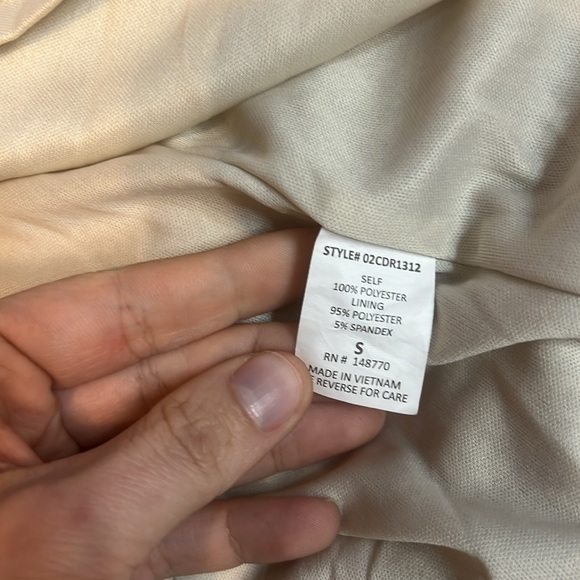 STYLE# 02CDR1312
SELF
100% POLYESTER
LINING
95% POLYESTER
5% SPANDEX
S
RN # 148770
MADE IN VIETNAM
REVERSE FOR CARE